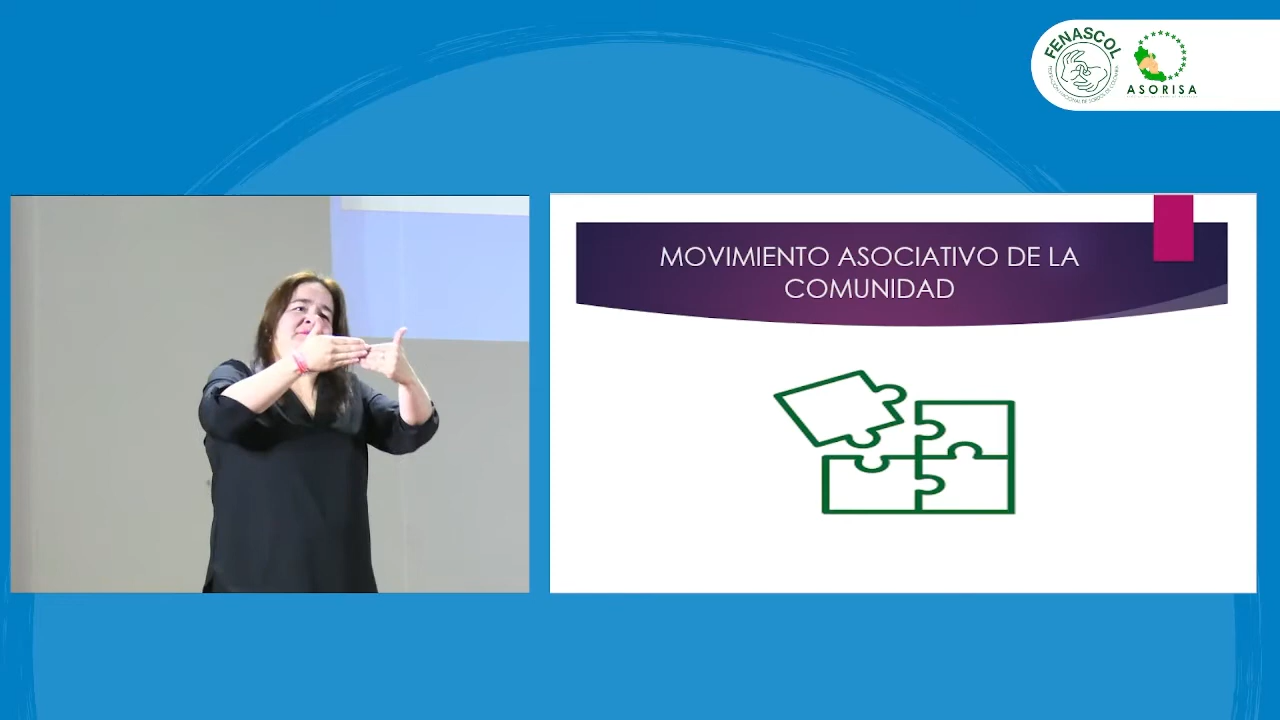 FENASCOL
ASORISA
MOVIMIENTO ASOCIATIVO DE LA
COMUNIDAD